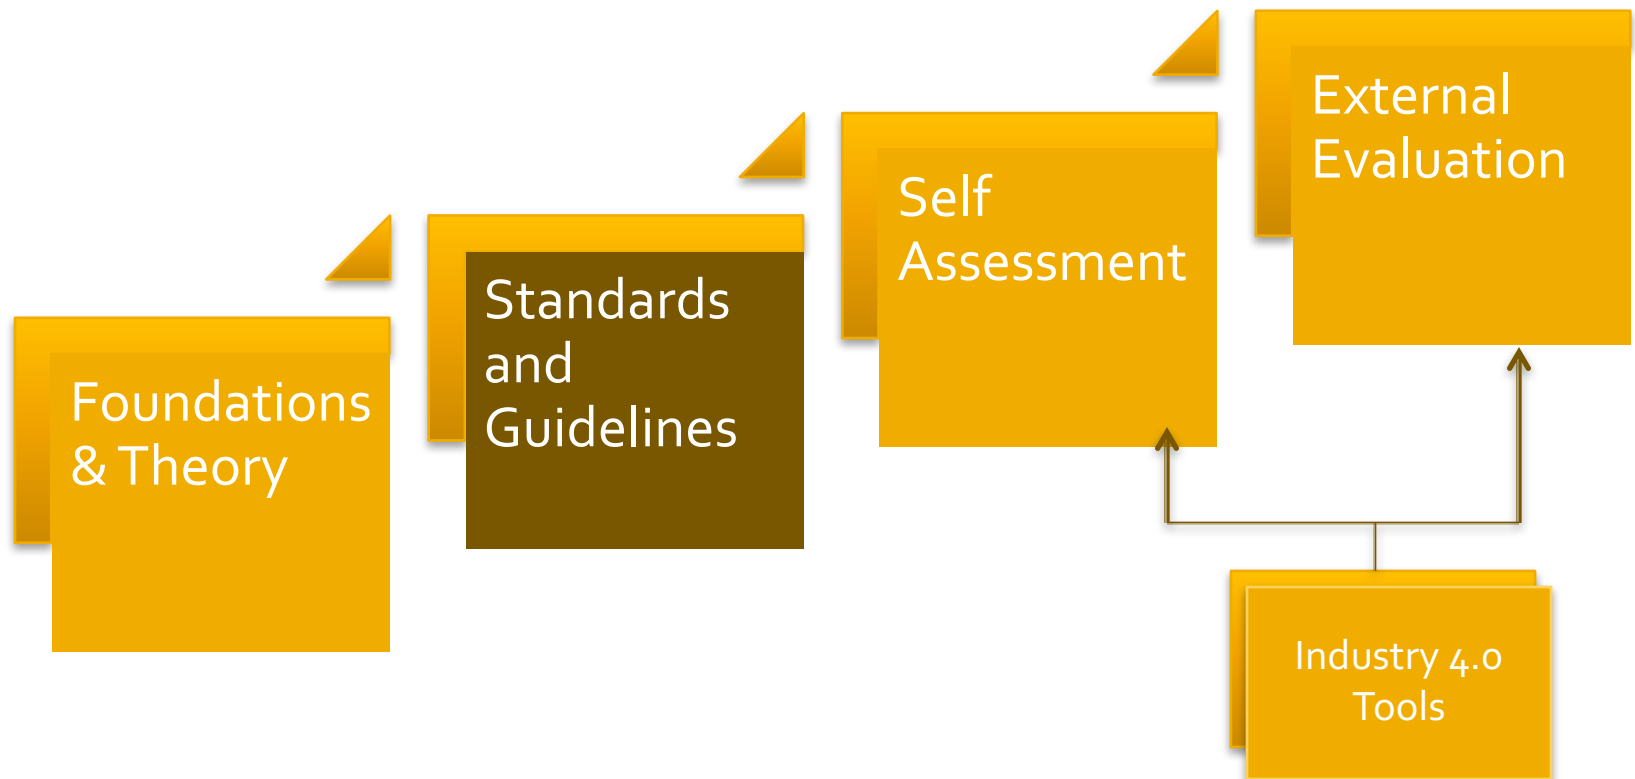 Foundations
& Theory
Standards
and
Guidelines
Self
Assessment
External
Evaluation
Industry 4.0
Tools